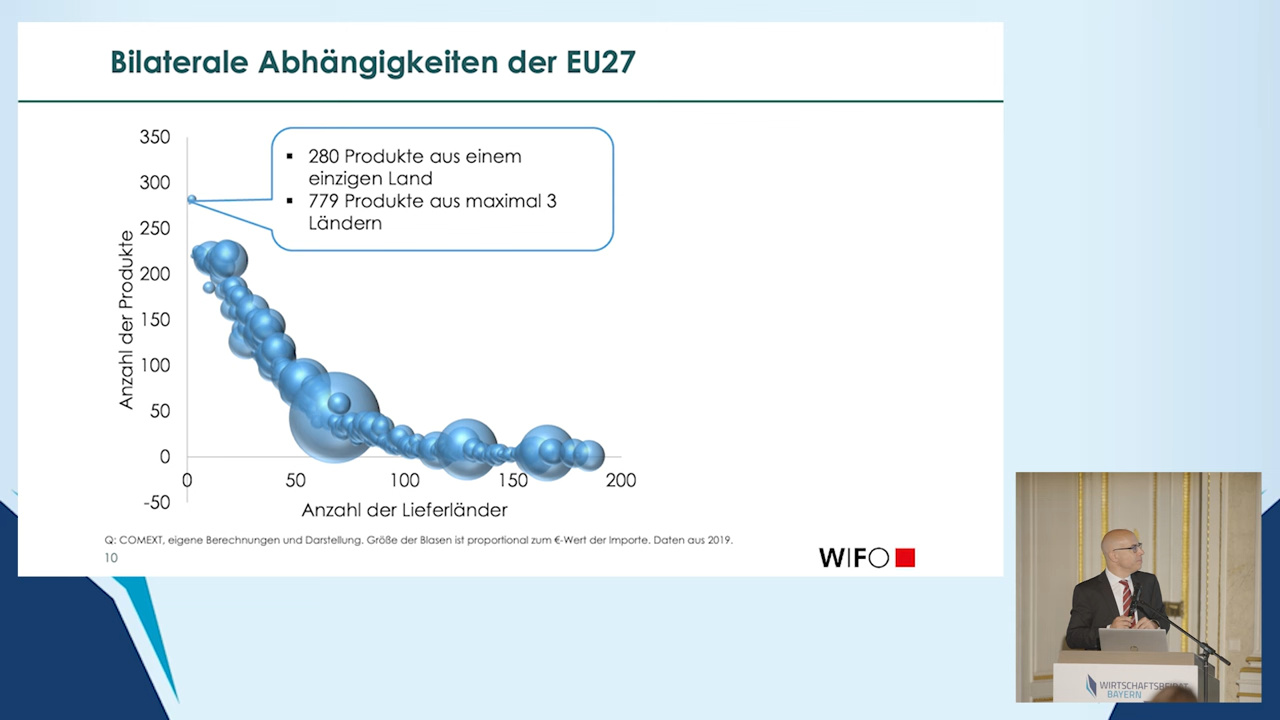 Bilaterale Abhängigkeiten der EU27
350
300
250
200
150
100
50
0
-50
Anzahl der Produkte
▪ 280 Produkte aus einem
einzigen Land
▪ 779 Produkte aus maximal 3
Ländern
0 50 100 150 200
Anzahl der Lieferländer
Q: COMEXT, eigene Berechnungen und Darstellung. Größe der Blasen ist proportional zum €-Wert der Importe. Daten aus 2019.
10
WIFO
WIRTSCHAFTSBEIRAT
BAYERN